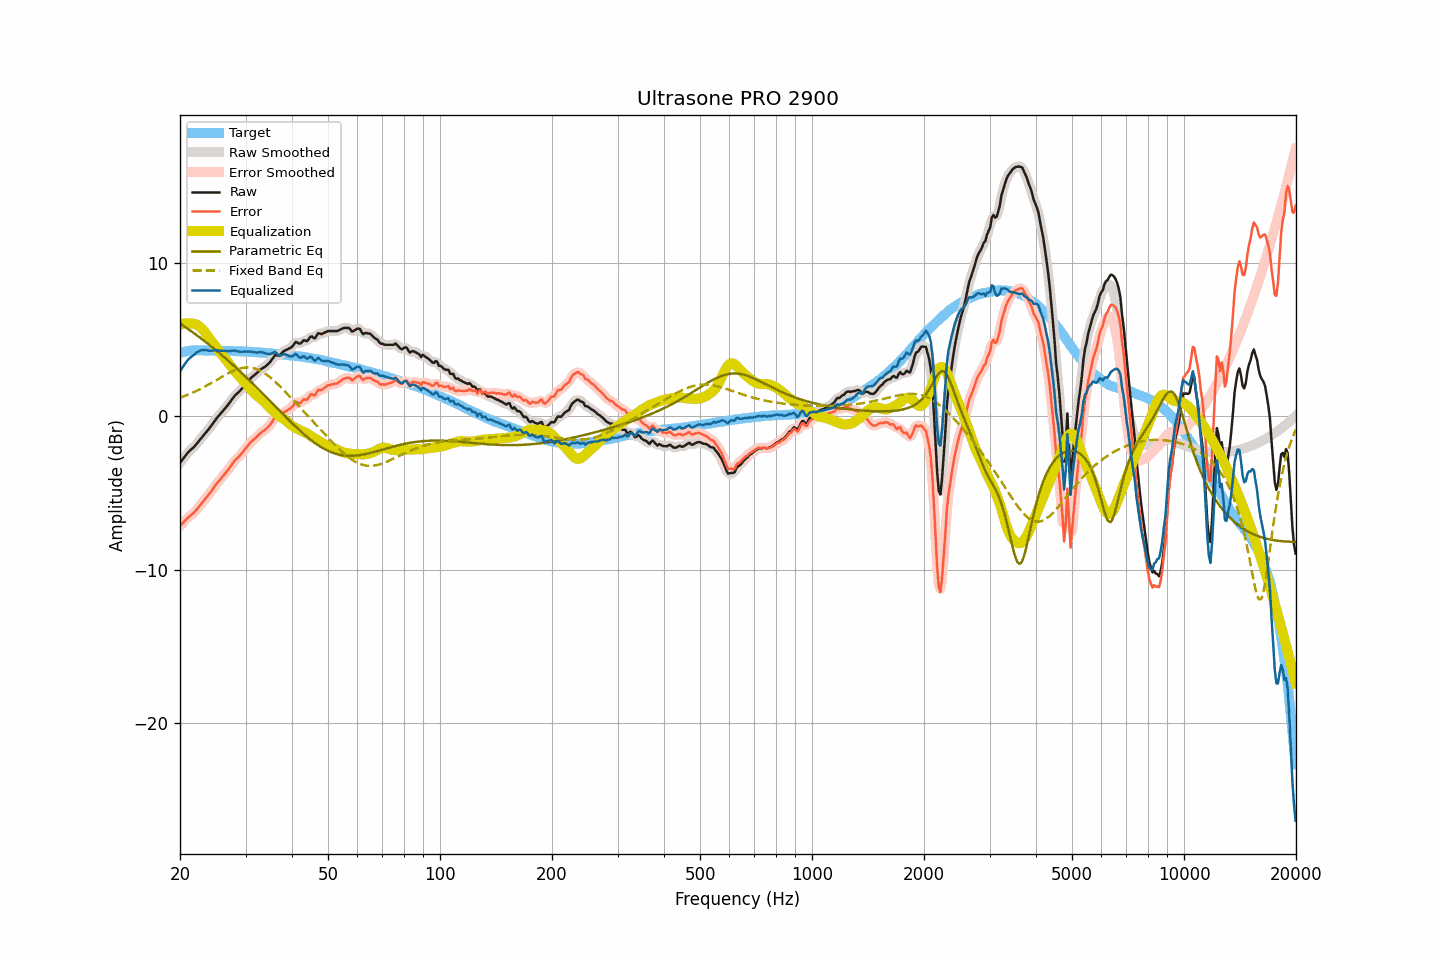 Ultrasone PRO 2900
Target
Raw Smoothed
Error Smoothed
Raw
Error
Equalization
Parametric Eq
Fixed Band Eq
Equalized
10
0
−10
−20
Amplitude (dBr)
20 50 100 200 500 1000 2000 5000 10000 20000
Frequency (Hz)